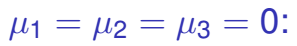 μ₁ = μ₂ = μ₃ = 0: